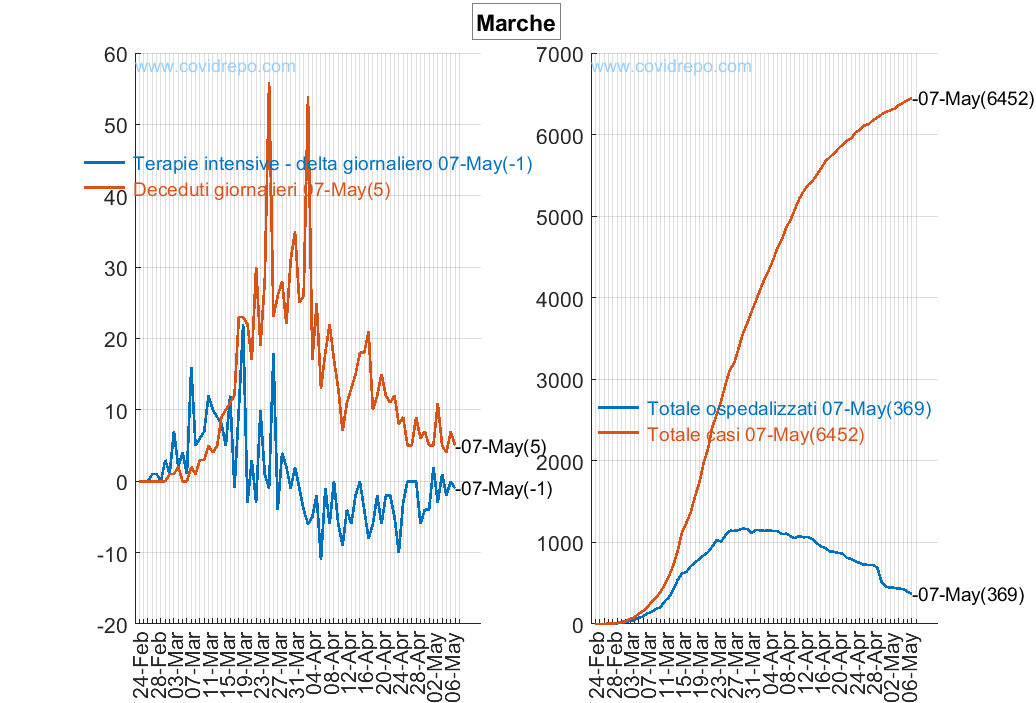 Marche
60
50
40
30
20
10
0
-10
-20
www.covidrepo.com
Terapie intensive - delta giornaliero 07-May(-1)
Deceduti giornalieri 07-May(5)
-07-May(5)
-07-May(-1)
24-Feb
28-Feb
03-Mar
07-Mar
11-Mar
15-Mar
19-Mar
23-Mar
27-Mar
31-Mar
04-Apr
08-Apr
12-Apr
16-Apr
20-Apr
24-Apr
28-Apr
02-May
06-May
7000
6000
5000
4000
3000
2000
1000
0
www.covidrepo.com
-07-May(6452)
Totale ospedalizzati 07-May(369)
Totale casi 07-May(6452)
-07-May(369)
24-Feb
28-Feb
03-Mar
07-Mar
11-Mar
15-Mar
19-Mar
23-Mar
27-Mar
31-Mar
04-Apr
08-Apr
12-Apr
16-Apr
20-Apr
24-Apr
28-Apr
02-May
06-May